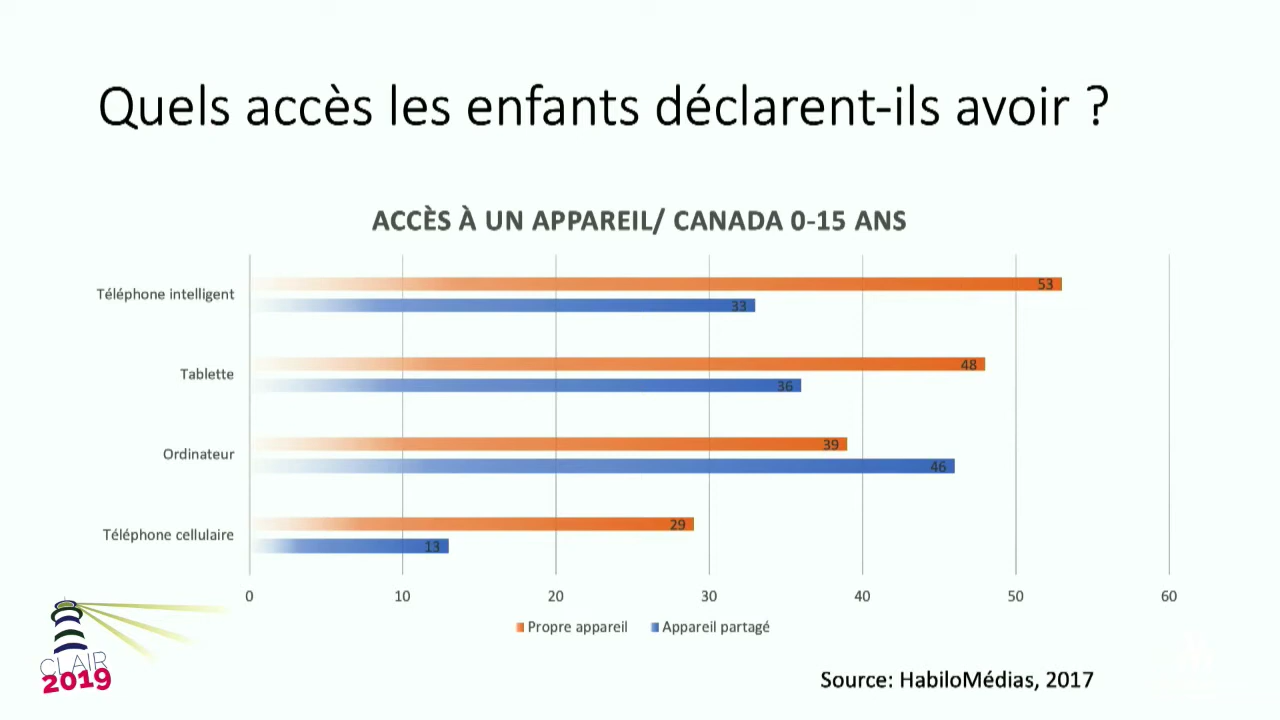 Quels accès les enfants déclarent-ils avoir ?
ACCÈS À UN APPAREIL/ CANADA 0-15 ANS
Téléphone intelligent
53
33
Tablette
48
36
Ordinateur
39
46
Téléphone cellulaire
29
13
0 10 20 30 40 50 60
Propre appareil Appareil partagé
CLAIR
2019
Source: HabiloMédias, 2017